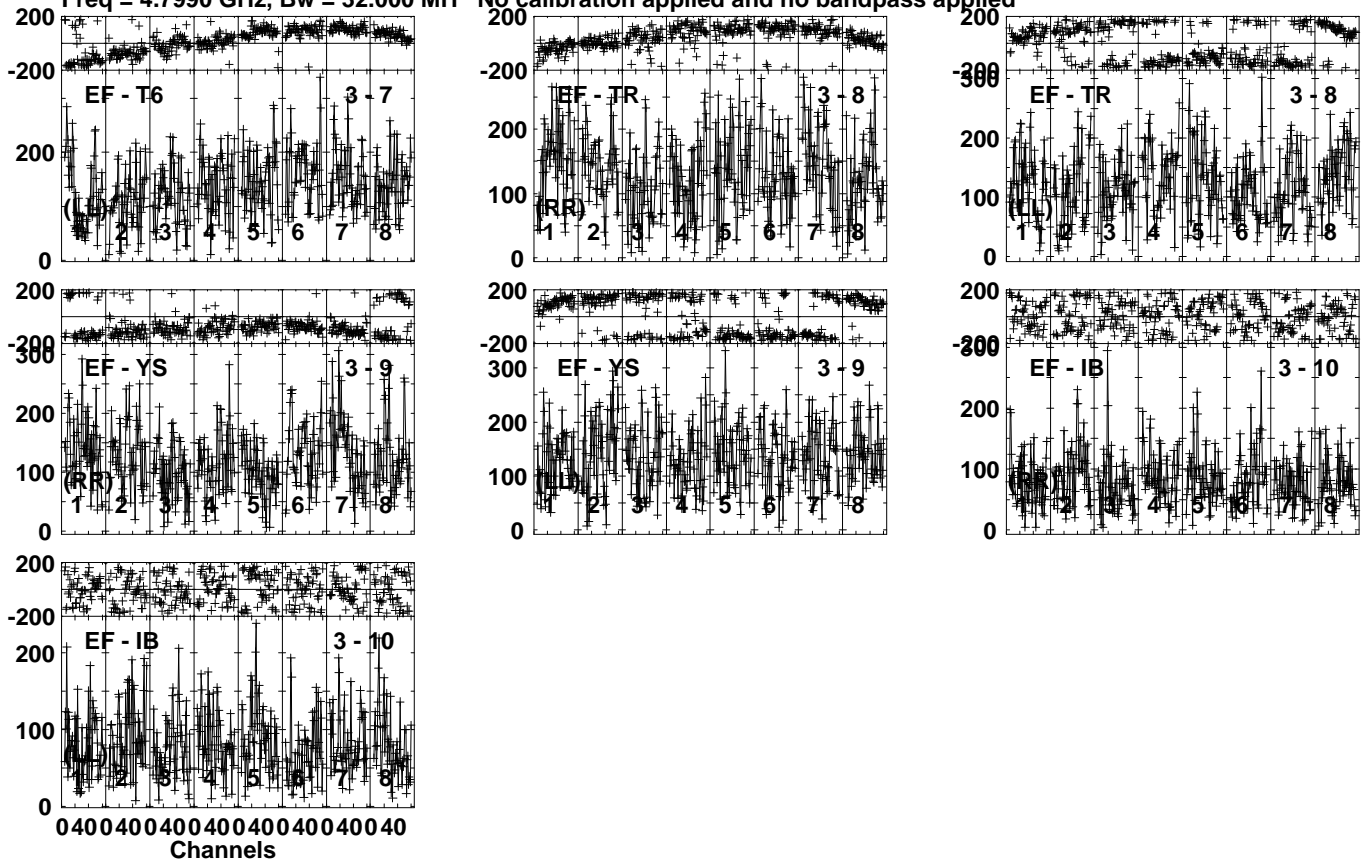 Freq = 4.7990 GHz, Bw = 32.000 MH No calibration applied and no bandpass applied
200
-200
EF - T6 3 - 7
200
(LL)
1 2 3 4 5 6 7 8
0
200
-200
EF - TR 3 - 8
200
100
(RR)
1 2 3 4 5 6 7 8
0
200
-200
300
EF - TR 3 - 8
200
100
(LL)
1 2 3 4 5 6 7 8
0
200
-200
300
EF - YS 3 - 9
200
100
(RR)
1 2 3 4 5 6 7 8
0
200
-200
EF - YS 3 - 9
300
200
100
(LL)
1 2 3 4 5 6 7 8
0
200
-200
300
EF - IB 3 - 10
200
100
(RR)
1 2 3 4 5 6 7 8
0
200
-200
EF - IB 3 - 10
200
100
(LL)
1 2 3 4 5 6 7 8
0
0 40 0 40 0 40 0 40 0 40 0 40 0 40 0 40
Channels